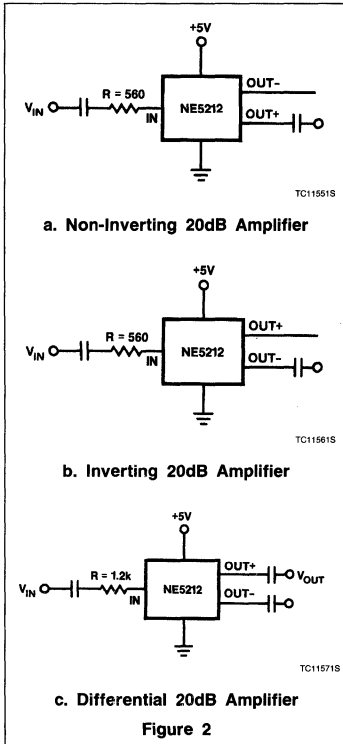 +5V
R = 560
OUT−
V_IN
NE5212
OUT+
IN
TC11551S
a. Non-Inverting 20dB Amplifier
+5V
R = 560
OUT+
V_IN
NE5212
OUT−
IN
TC11561S
b. Inverting 20dB Amplifier
+5V
R = 1.2k
OUT+
V_OUT
V_IN
NE5212
OUT−
IN
TC11571S
c. Differential 20dB Amplifier
Figure 2